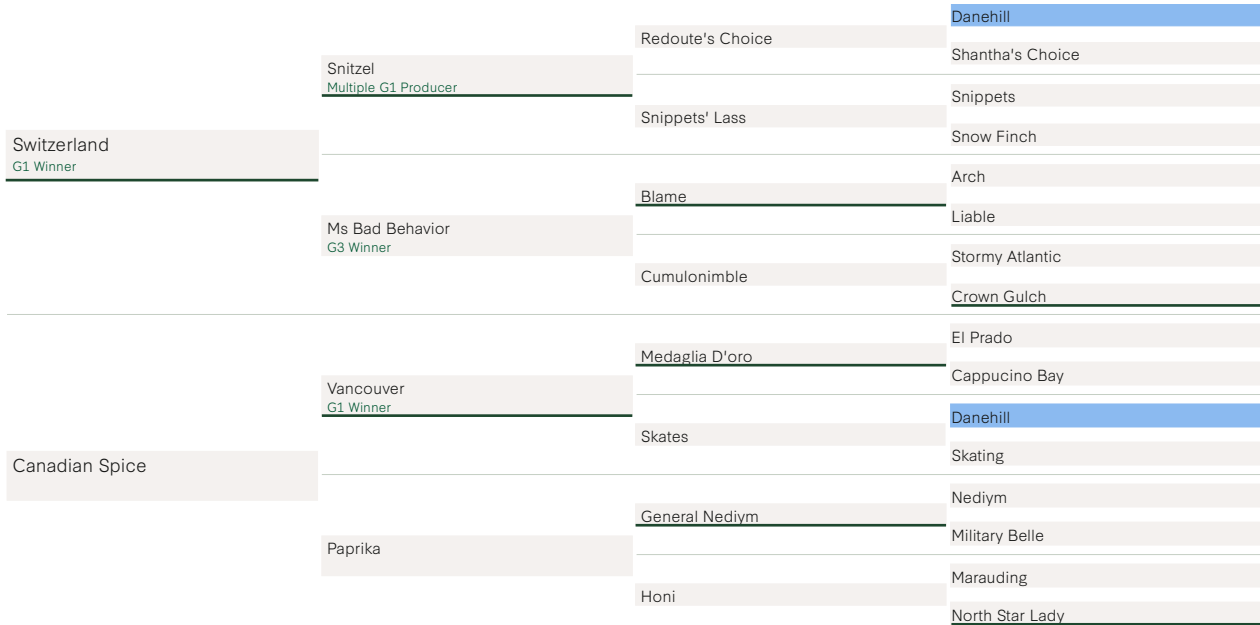 Danehill
Redoute's Choice
Shantha's Choice
Snitzel
Multiple G1 Producer
Snippets
Snippets' Lass
Snow Finch
Switzerland
G1 Winner
Arch
Blame
Liable
Ms Bad Behavior
G3 Winner
Stormy Atlantic
Cumulonimble
Crown Gulch
El Prado
Medaglia D'oro
Cappucino Bay
Vancouver
G1 Winner
Danehill
Skates
Skating
Canadian Spice
Nediym
General Nediym
Military Belle
Paprika
Marauding
Honi
North Star Lady